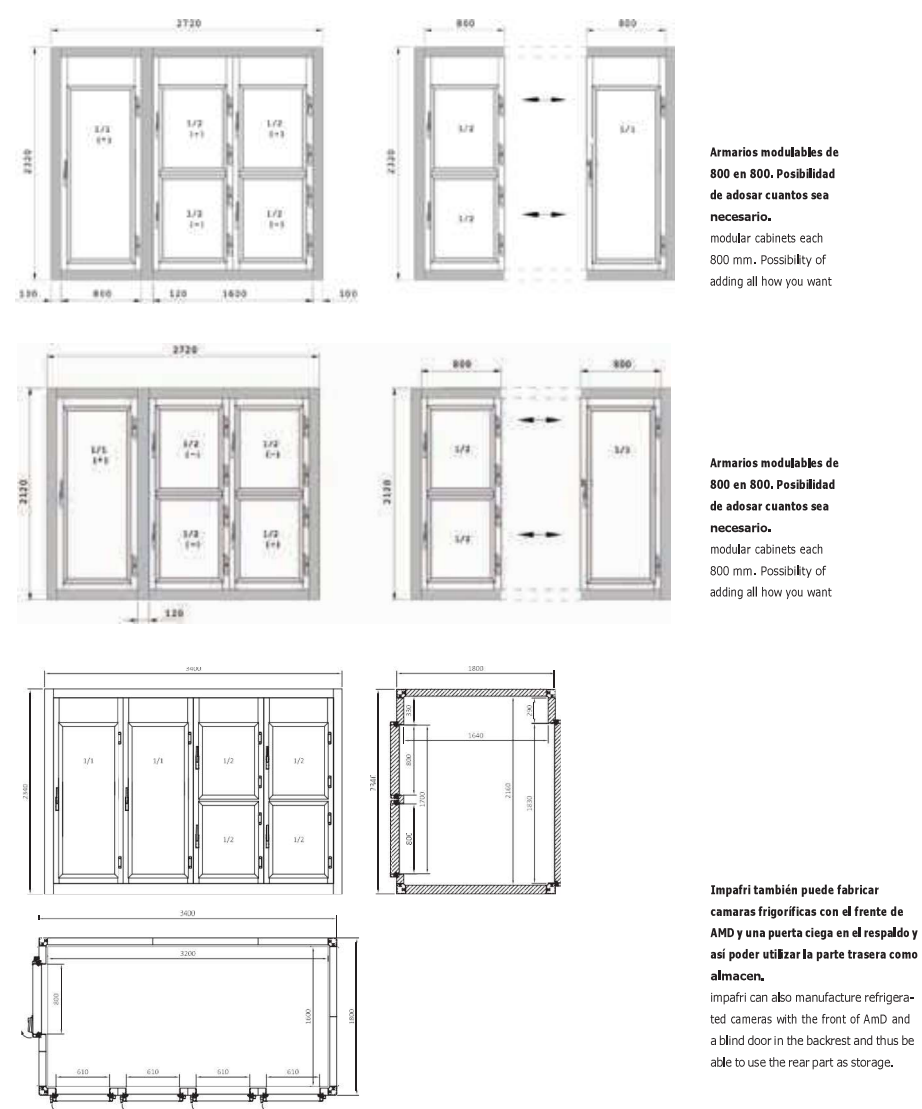 2720
800
800
1/1
(+)
1/2
(-)
1/2
(-)
1/2
1/1
2320
2320
1/2
(-)
1/2
(-)
1/2
800
120
1600
100
Armarios modulables de
800 en 800. Posibilidad
de adosar cuantos sea
necesario.
modular cabinets each
800 mm. Possibility of
adding all how you want
2720
800
800
1/1
(+)
1/2
(-)
1/2
(-)
1/2
1/1
2120
2120
1/2
(-)
1/2
1/2
120
Armarios modulables de
800 en 800. Posibilidad
de adosar cuantos sea
necesario.
modular cabinets each
800 mm. Possibility of
adding all how you want
3400
1800
330
290
1640
1/1
1/1
1/2
1/2
800
2340
2340
1700
2160
1830
1/2
1/2
800
3400
3200
800
1600
1800
610
610
610
610
Impafri también puede fabricar
camaras frigoríficas con el frente de
AMD y una puerta ciega en el respaldo y
así poder utilizar la parte trasera como
almacen.
impafri can also manufacture refrigera-
ted cameras with the front of AmD and
a blind door in the backrest and thus be
able to use the rear part as storage.